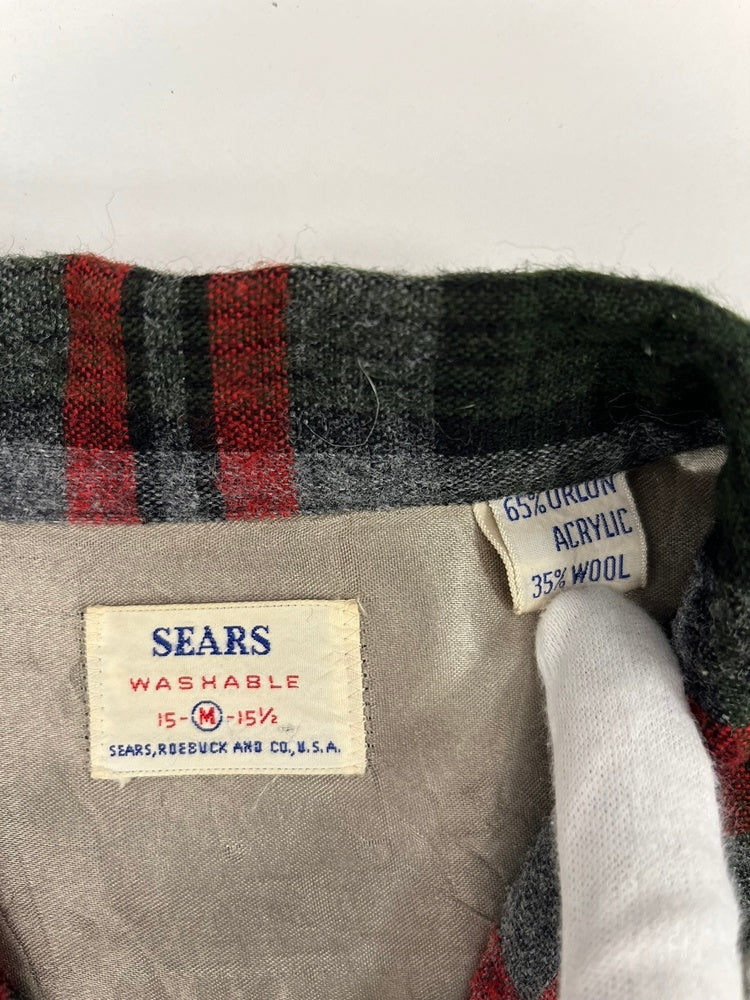 65% ORLON
ACRYLIC
35% WOOL
SEARS
WASHABLE
15-M-15½
SEARS, ROEBUCK AND CO., U.S.A.